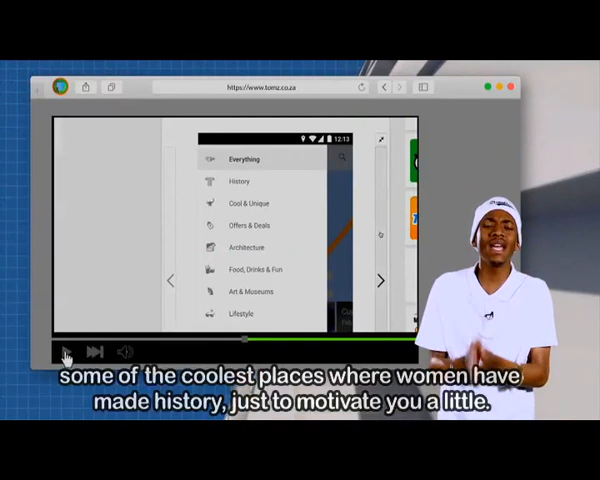 https://www.tomz.co.za
12:13
Everything
History
Cool & Unique
Offers & Deals
Architecture
Food, Drinks & Fun
Art & Museums
Lifestyle
some of the coolest places where women have
made history, just to motivate you a little.